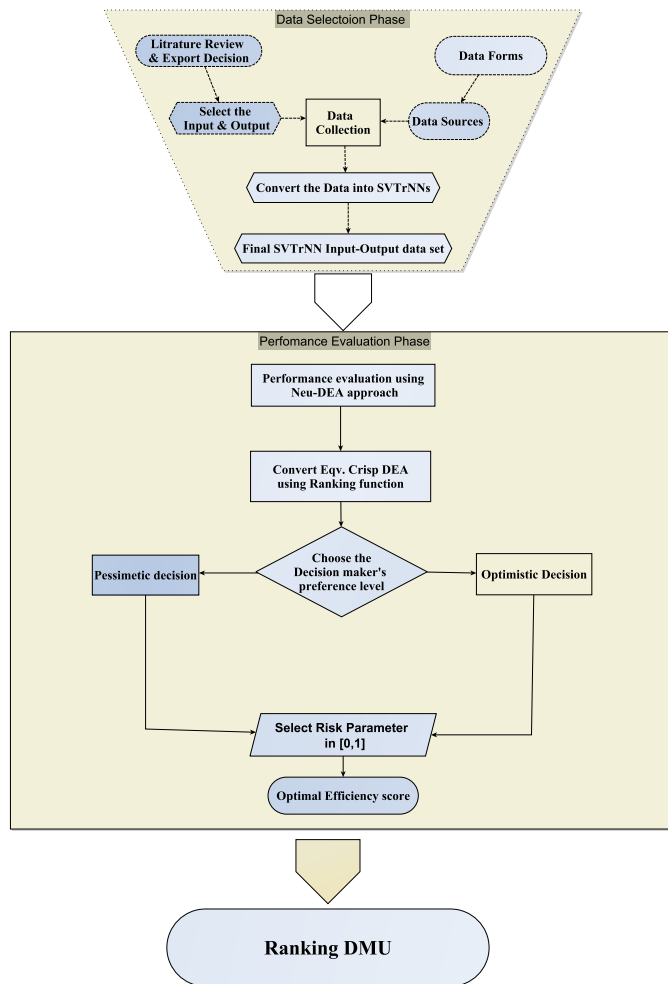 Data Selectoion Phase
Litrature Review
& Export Decision
Data Forms
Select the
Input & Output
Data
Collection
Data Sources
Convert the Data into SVTrNNs
Final SVTrNN Input-Output data set
Perfomance Evaluation Phase
Performance evaluation using
Neu-DEA approach
Convert Eqv. Crisp DEA
using Ranking function
Choose the
Decision maker's
preference level
Pessimetic decision
Optimistic Decision
Select Risk Parameter
in [0,1]
Optimal Efficiency score
Ranking DMU